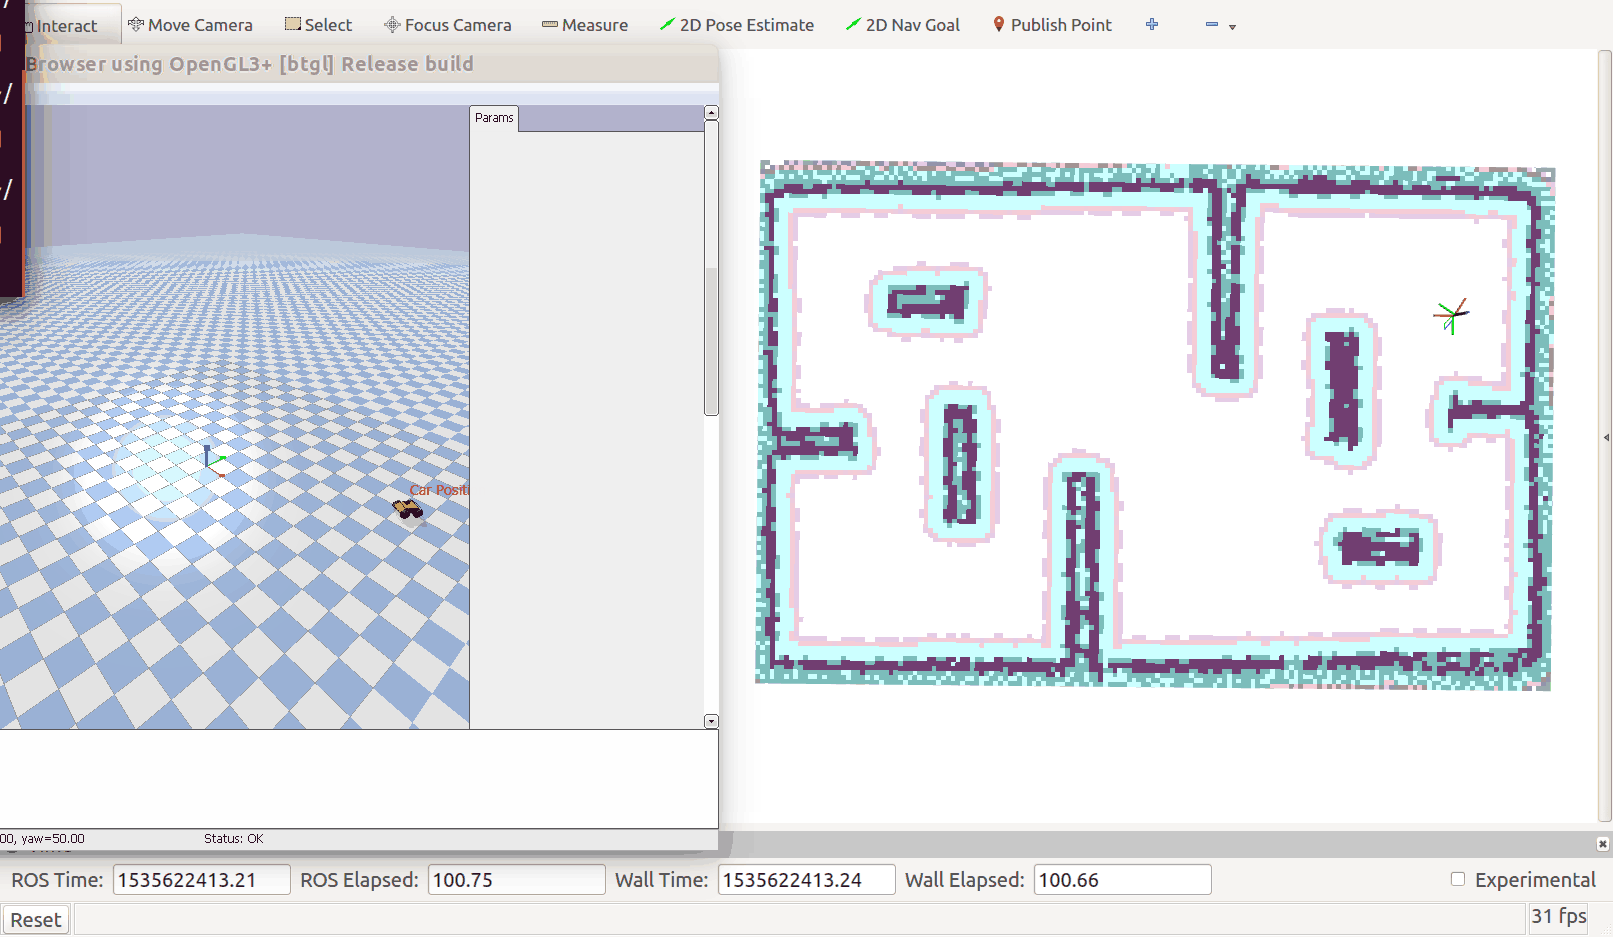 Interact Move Camera Select Focus Camera Measure 2D Pose Estimate 2D Nav Goal Publish Point
Browser using OpenGL3+ [btgl] Release build
Params
Car Positi
00, yaw=50.00 Status: OK
ROS Time: 1535622413.21 ROS Elapsed: 100.75 Wall Time: 1535622413.24 Wall Elapsed: 100.66 Experimental
Reset 31 fps